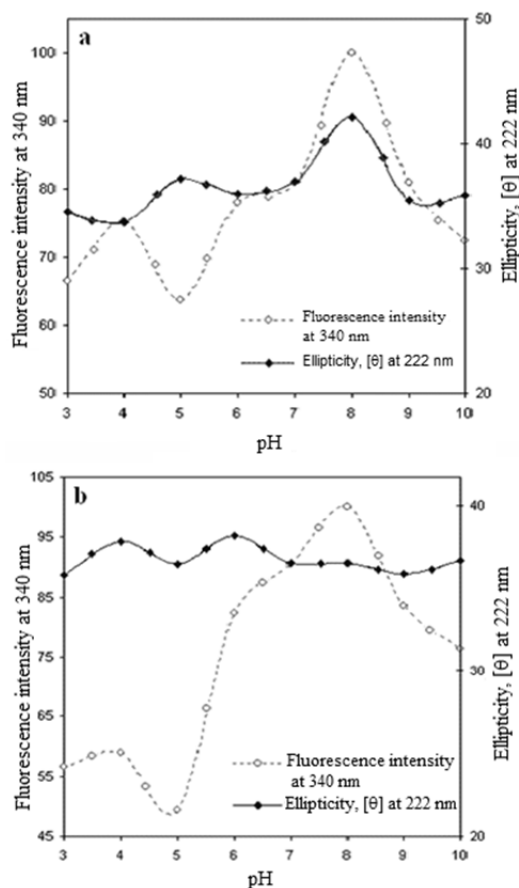 a
Fluorescence intensity at 340 nm
100
90
80
70
60
50
50
40
30
20
Ellipticity, [θ] at 222 nm
Fluorescence intensity
at 340 nm
Ellipticity, [θ] at 222 nm
3 4 5 6 7 8 9 10
pH
b
Fluorescence intensity at 340 nm
105
95
85
75
65
55
45
40
30
20
Ellipticity, [θ] at 222 nm
Fluorescence intensity
at 340 nm
Ellipticity, [θ] at 222 nm
3 4 5 6 7 8 9 10
pH